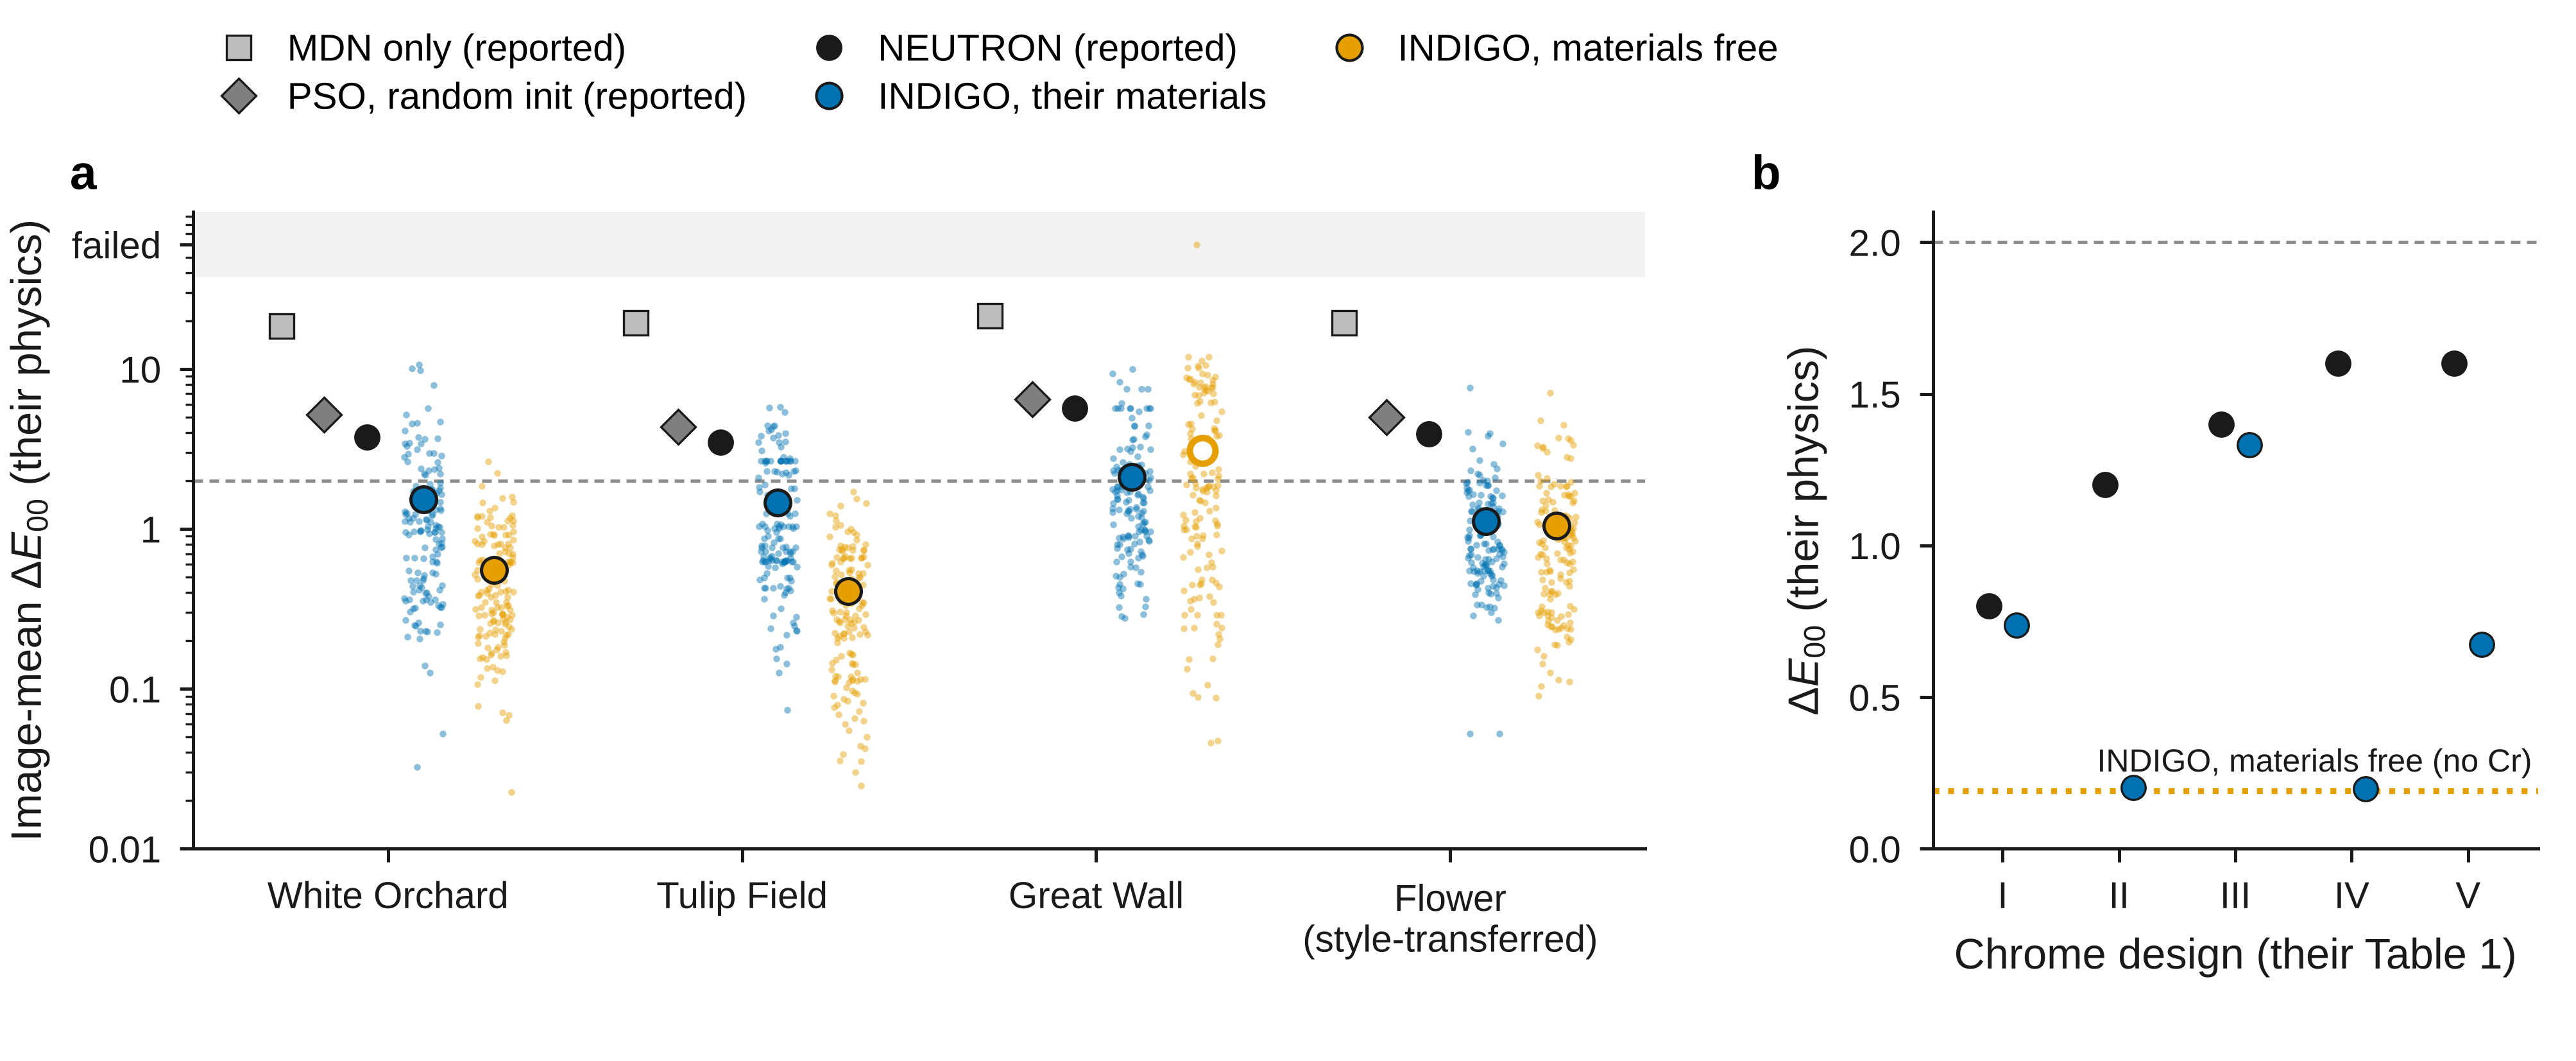 MDN only (reported)
PSO, random init (reported)
NEUTRON (reported)
INDIGO, their materials
INDIGO, materials free
a
Image-mean ΔE00 (their physics)
failed
10
1
0.1
0.01
White Orchard
Tulip Field
Great Wall
Flower
(style-transferred)
b
ΔE00 (their physics)
2.0
1.5
1.0
0.5
0.0
INDIGO, materials free (no Cr)
I
II
III
IV
V
Chrome design (their Table 1)